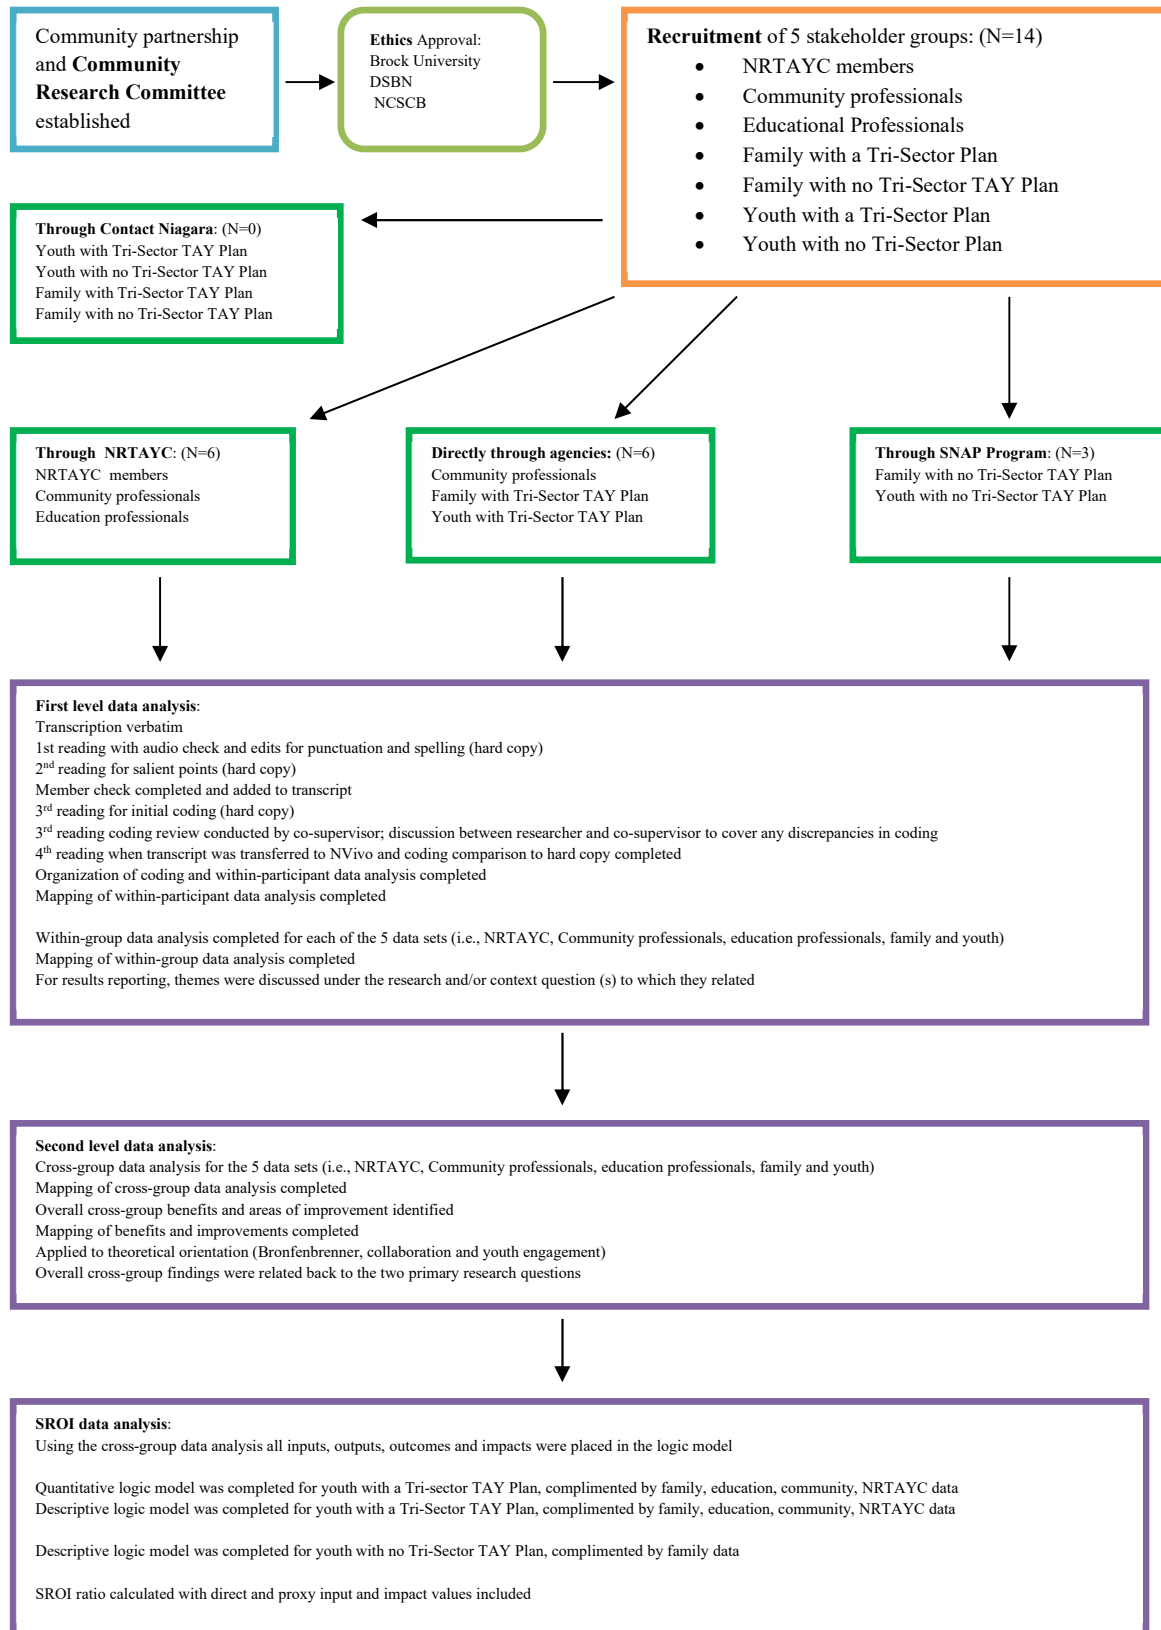 Community partnership
and Community
Research Committee
established
Ethics Approval:
Brock University
DSBN
NCSCB
Recruitment of 5 stakeholder groups: (N=14)
• NRTAYC members
• Community professionals
• Educational Professionals
• Family with a Tri-Sector Plan
• Family with no Tri-Sector TAY Plan
• Youth with a Tri-Sector Plan
• Youth with no Tri-Sector Plan
Through Contact Niagara: (N=0)
Youth with Tri-Sector TAY Plan
Youth with no Tri-Sector TAY Plan
Family with Tri-Sector TAY Plan
Family with no Tri-Sector TAY Plan
Through NRTAYC: (N=6)
NRTAYC members
Community professionals
Education professionals
Directly through agencies: (N=6)
Community professionals
Family with Tri-Sector TAY Plan
Youth with Tri-Sector TAY Plan
Through SNAP Program: (N=3)
Family with no Tri-Sector TAY Plan
Youth with no Tri-Sector TAY Plan
First level data analysis:
Transcription verbatim
1st reading with audio check and edits for punctuation and spelling (hard copy)
2nd reading for salient points (hard copy)
Member check completed and added to transcript
3rd reading for initial coding (hard copy)
3rd reading coding review conducted by co-supervisor; discussion between researcher and co-supervisor to cover any discrepancies in coding
4th reading when transcript was transferred to NVivo and coding comparison to hard copy completed
Organization of coding and within-participant data analysis completed
Mapping of within-participant data analysis completed
Within-group data analysis completed for each of the 5 data sets (i.e., NRTAYC, Community professionals, education professionals, family and youth)
Mapping of within-group data analysis completed
For results reporting, themes were discussed under the research and/or context question (s) to which they related
Second level data analysis:
Cross-group data analysis for the 5 data sets (i.e., NRTAYC, Community professionals, education professionals, family and youth)
Mapping of cross-group data analysis completed
Overall cross-group benefits and areas of improvement identified
Mapping of benefits and improvements completed
Applied to theoretical orientation (Bronfenbrenner, collaboration and youth engagement)
Overall cross-group findings were related back to the two primary research questions
SROI data analysis:
Using the cross-group data analysis all inputs, outputs, outcomes and impacts were placed in the logic model
Quantitative logic model was completed for youth with a Tri-sector TAY Plan, complimented by family, education, community, NRTAYC data
Descriptive logic model was completed for youth with a Tri-Sector TAY Plan, complimented by family, education, community, NRTAYC data
Descriptive logic model was completed for youth with no Tri-Sector TAY Plan, complimented by family data
SROI ratio calculated with direct and proxy input and impact values included